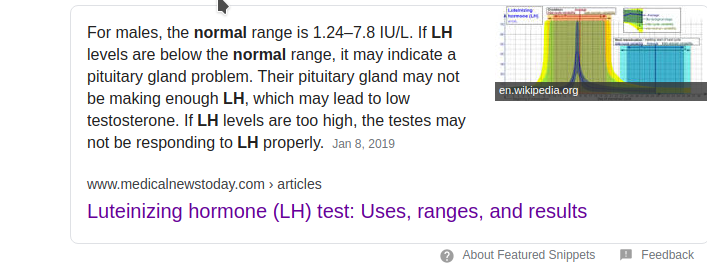 For males, the normal range is 1.24–7.8 IU/L. If LH
levels are below the normal range, it may indicate a
pituitary gland problem. Their pituitary gland may not
be making enough LH, which may lead to low
testosterone. If LH levels are too high, the testes may
not be responding to LH properly. Jan 8, 2019
Luteinizing
hormone (LH)
en.wikipedia.org
www.medicalnewstoday.com › articles
Luteinizing hormone (LH) test: Uses, ranges, and results
About Featured Snippets
Feedback